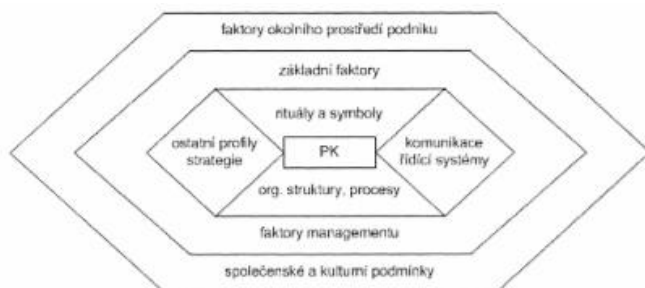 faktory okolního prostředí podniku
základní faktory
rituály a symboly
ostatní profily
strategie
PK
komunikace
řídící systémy
org. struktury, procesy
faktory managementu
společenské a kulturní podmínky